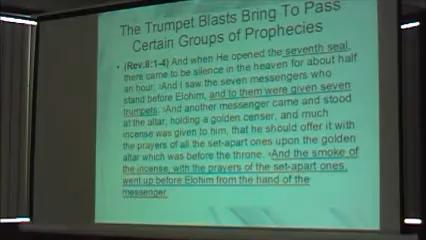 The Trumpet Blasts Bring To Pass
Certain Groups of Prophecies
• (Rev.8:1-4) And when He opened the seventh seal,
there came to be silence in the heaven for about half
an hour. ²And I saw the seven messengers who
stand before Elohim, and to them were given seven
trumpets. ³And another messenger came and stood
at the altar, holding a golden censer, and much
incense was given to him, that he should offer it with
the prayers of all the set-apart ones upon the golden
altar which was before the throne. ⁴And the smoke of
the incense, with the prayers of the set-apart ones,
went up before Elohim from the hand of the
messenger.